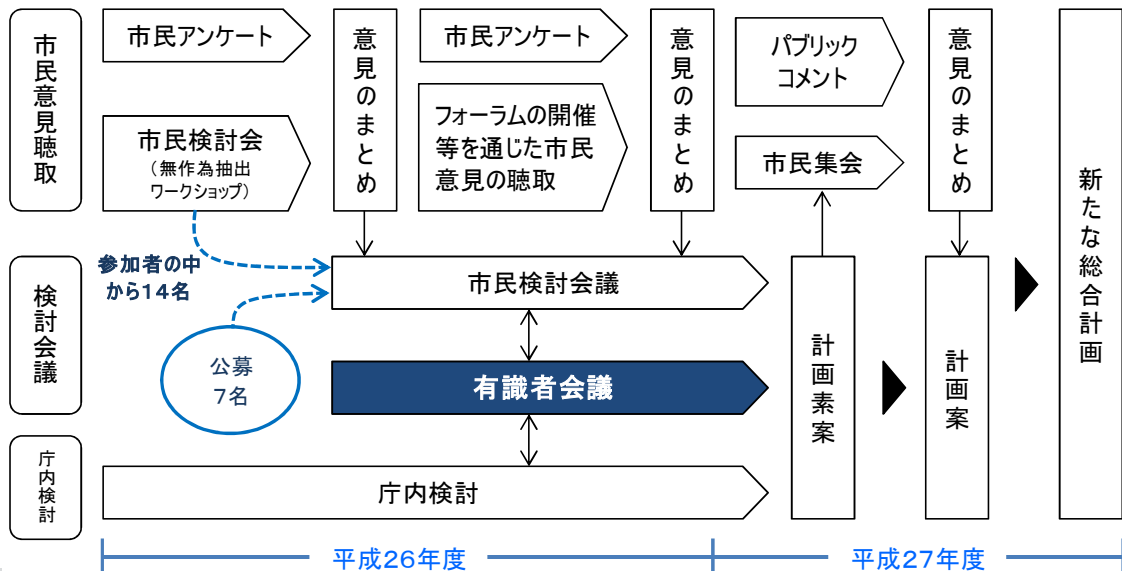 市民意見聴取
市民アンケート
市民検討会
（無作為抽出
ワークショップ）
意見のまとめ
市民アンケート
フォーラムの開催
等を通じた市民
意見の聴取
意見のまとめ
パブリック
コメント
市民集会
意見のまとめ
新たな総合計画
検討会議
参加者の中
から１４名
公募
７名
市民検討会議
有識者会議
計画素案
計画案
庁内検討
庁内検討
平成２６年度
平成２７年度